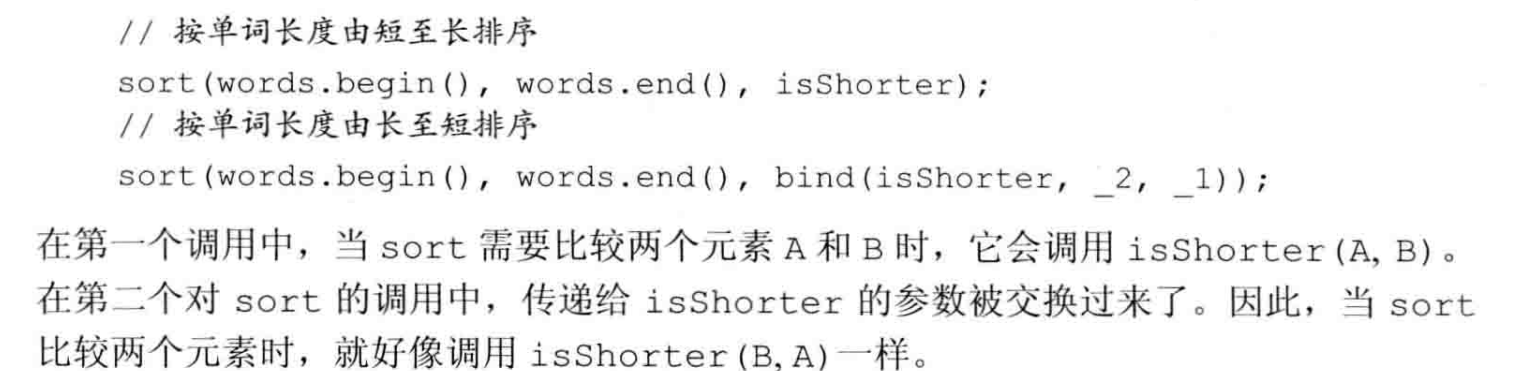 // 按单词长度由短至长排序
sort(words.begin(), words.end(), isShorter);
// 按单词长度由长至短排序
sort(words.begin(), words.end(), bind(isShorter, _2, _1));
在第一个调用中，当 sort 需要比较两个元素 A 和 B 时，它会调用 isShorter(A, B)。
在第二个对 sort 的调用中，传递给 isShorter 的参数被交换过来了。因此，当 sort
比较两个元素时，就好像调用 isShorter(B, A)一样。